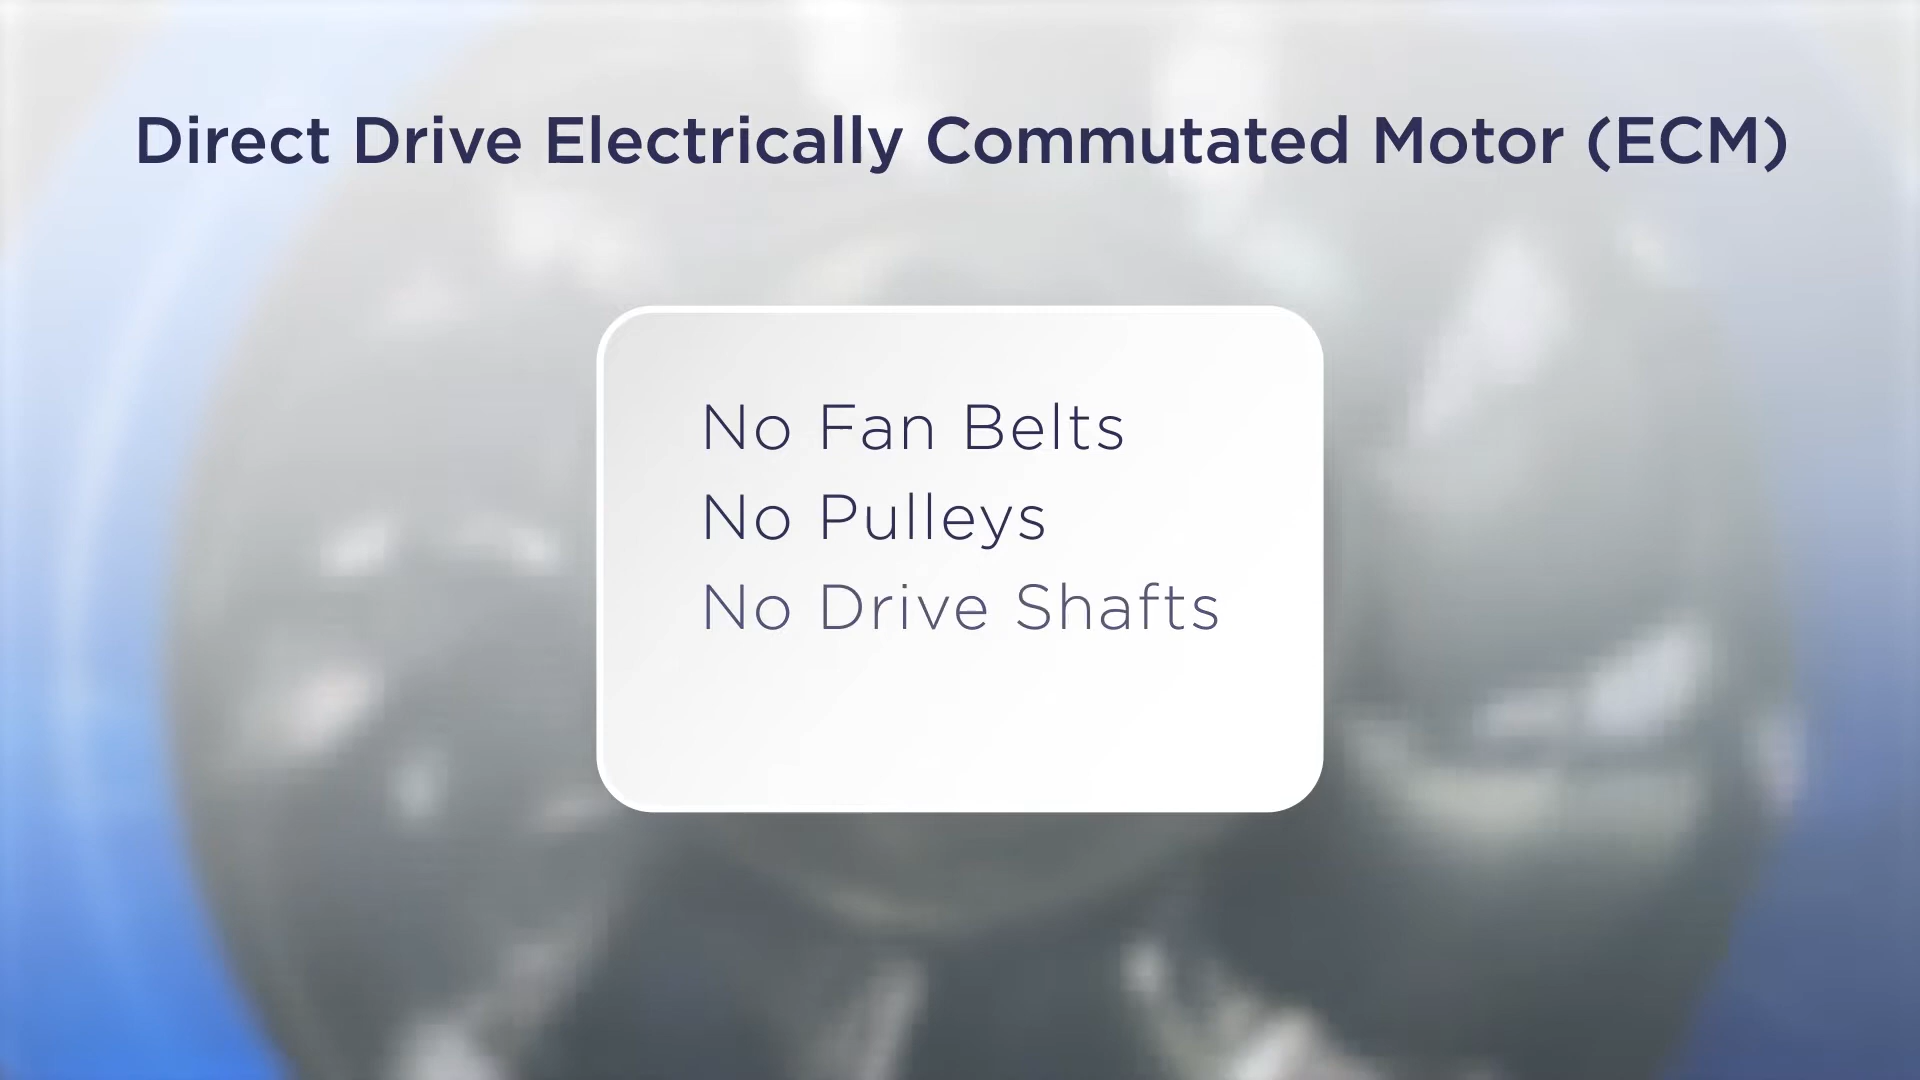 Direct Drive Electrically Commutated Motor (ECM)
No Fan Belts
No Pulleys
No Drive Shafts